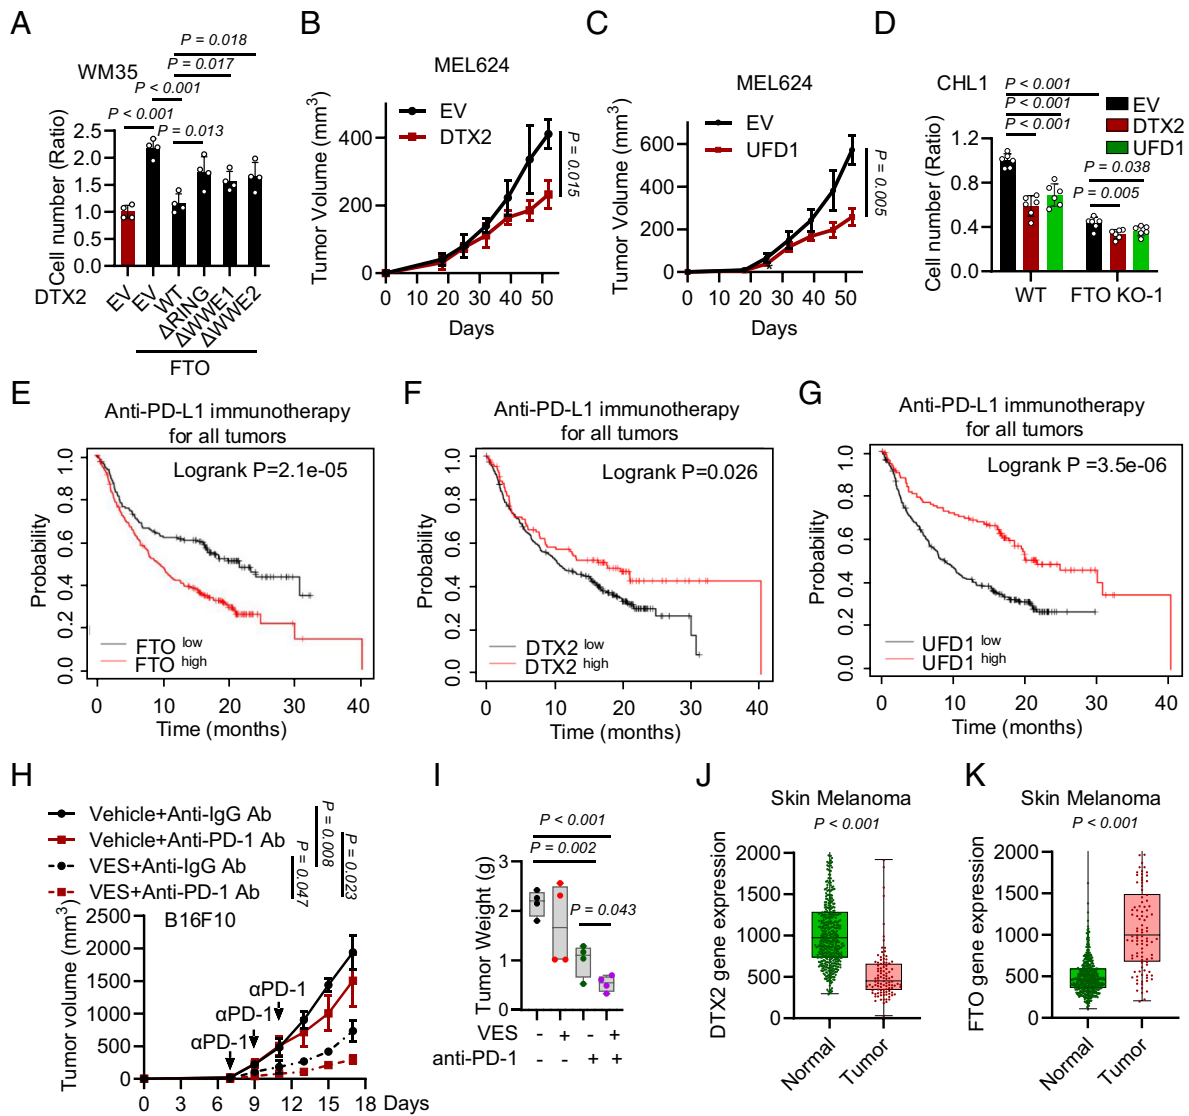 A
WM35
P = 0.018
P = 0.017
P < 0.001
P < 0.001
P = 0.013
Cell number (Ratio)
2.5
2.0
1.5
1.0
0.5
0.0
DTX2
EV
EV
WT
ΔRING
ΔWWE1
ΔWWE2
FTO
B
MEL624
EV
DTX2
Tumor Volume (mm³)
400
200
0
P = 0.015
0 10 20 30 40 50
Days
C
MEL624
EV
UFD1
Tumor Volume (mm³)
600
400
200
0
P = 0.005
0 10 20 30 40 50
Days
D
CHL1
P < 0.001
P < 0.001
P < 0.001
EV
DTX2
UFD1
P = 0.038
P = 0.005
Cell number (Ratio)
1.2
0.8
0.4
0.0
WT FTO KO-1
E
Anti-PD-L1 immunotherapy
for all tumors
Logrank P=2.1e-05
Probability
1.0
0.8
0.6
0.4
0.2
0.0
FTO low
FTO high
0 10 20 30 40
Time (months)
F
Anti-PD-L1 immunotherapy
for all tumors
Logrank P=0.026
Probability
1.0
0.8
0.6
0.4
0.2
0.0
DTX2 low
DTX2 high
0 10 20 30 40
Time (months)
G
Anti-PD-L1 immunotherapy
for all tumors
Logrank P =3.5e-06
Probability
1.0
0.8
0.6
0.4
0.2
0.0
UFD1 low
UFD1 high
0 10 20 30 40
Time (months)
H
Vehicle+Anti-IgG Ab
Vehicle+Anti-PD-1 Ab
VES+Anti-IgG Ab
VES+Anti-PD-1 Ab
P = 0.047
P = 0.008
P = 0.023
B16F10
Tumor volume (mm³)
2500
2000
1500
1000
500
0
αPD-1
αPD-1
αPD-1
0 3 6 9 12 15 18 Days
I
P < 0.001
P = 0.002
P = 0.043
Tumor Weight (g)
3
2
1
0
VES - + - +
anti-PD-1 - - + +
J
Skin Melanoma
P < 0.001
DTX2 gene expression
2000
1500
1000
500
0
Normal
Tumor
K
Skin Melanoma
P < 0.001
FTO gene expression
2000
1500
1000
500
0
Normal
Tumor